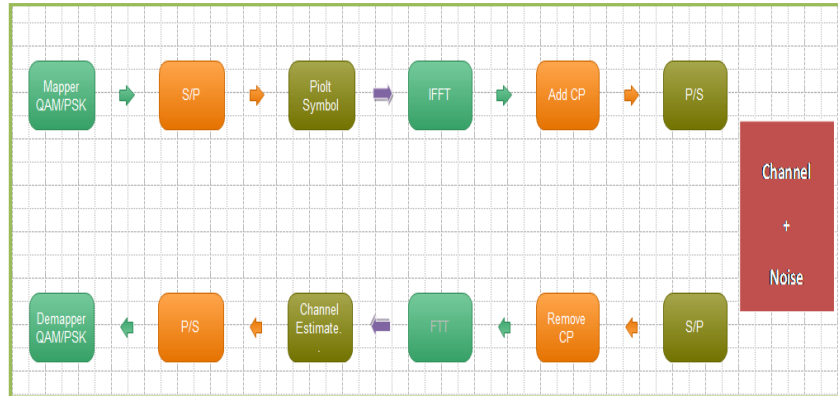 Mapper
QAM/PSK
S/P
Piolt
Symbol
IFFT
Add CP
P/S
Channel
+
Noise
Demapper
QAM/PSK
P/S
Channel
Estimate.
.
FTT
Remove
CP
S/P